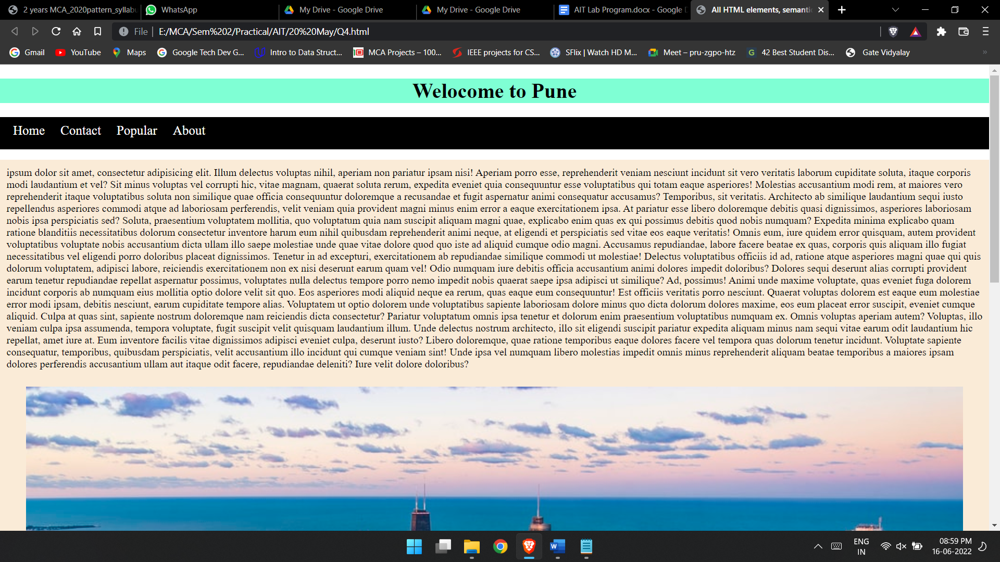 2 years MCA_2020pattern_syllabu
WhatsApp
My Drive - Google Drive
My Drive - Google Drive
AIT Lab Program.docx - Google D
All HTML elements, semantic
File
E:/MCA/Sem%202/Practical/AIT/20%20May/Q4.html
Gmail
YouTube
Maps
Google Tech Dev G...
Intro to Data Struct...
MCA Projects – 100...
IEEE projects for CS...
SFlix | Watch HD M...
Meet – pru-zgpo-htz
42 Best Student Dis...
Gate Vidyalay
Welocome to Pune
Home Contact Popular About
ipsum dolor sit amet, consectetur adipisicing elit. Illum delectus voluptas nihil, aperiam non pariatur ipsam nisi! Aperiam porro esse, reprehenderit veniam nesciunt incidunt sit vero veritatis laborum cupiditate soluta, itaque corporis
modi laudantium et vel? Sit minus voluptas vel corrupti hic, vitae magnam, quaerat soluta rerum, expedita eveniet quia consequuntur esse voluptatibus qui totam eaque asperiores! Molestias accusantium modi rem, at maiores vero
reprehenderit itaque voluptatibus soluta non similique quae officia consequuntur doloremque a recusandae et fugit aspernatur animi consequatur accusamus? Temporibus, sit veritatis. Architecto ab similique laudantium sequi iusto
repellendus asperiores commodi atque ad laboriosam perferendis, velit veniam quia provident magni minus enim error a eaque exercitationem ipsa. At pariatur esse libero doloremque debitis quasi dignissimos, asperiores laboriosam
nobis ipsa perspiciatis sed? Soluta, praesentium voluptatem mollitia, quo voluptatum quia nam suscipit aliquam magni quae, explicabo enim quas ex qui possimus debitis quod nobis numquam? Expedita minima explicabo quam
ratione blanditiis necessitatibus dolorum consectetur inventore harum eum nihil quibusdam reprehenderit animi neque, at eligendi et perspiciatis sed vitae eos eaque veritatis! Omnis eum, iure quidem error quisquam, autem provident
voluptatibus voluptate nobis accusantium dicta ullam illo saepe molestiae unde quae vitae dolore quod quo iste ad aliquid cumque odio magni. Accusamus repudiandae, labore facere beatae ex quas, corporis quis aliquam illo fugiat
necessitatibus vel eligendi porro doloribus placeat dignissimos. Tenetur in ad excepturi, exercitationem ab repudiandae similique commodi ut molestiae! Delectus voluptatibus officiis id ad, ratione atque asperiores magni quae qui quis
dolorum voluptatem, adipisci labore, reiciendis exercitationem non ex nisi deserunt earum quam vel! Odio numquam iure debitis officia accusantium animi dolores impedit doloribus? Dolores sequi deserunt alias corrupti provident
earum tenetur repudiandae repellat aspernatur possimus, voluptates nulla delectus tempore porro nemo impedit nobis quaerat saepe ipsa adipisci ut similique? Ad, possimus! Animi unde maxime voluptate, quas eveniet fuga dolorem
incidunt corporis ab numquam eius mollitia optio dolore velit sit quo. Eos asperiores modi aliquid neque ea rerum, quas eaque eum consequuntur! Est officiis veritatis porro nesciunt. Quaerat voluptas dolorem est eaque eum molestiae
error modi ipsam, debitis nesciunt, earum cupiditate tempore alias. Voluptatem ut optio dolorem unde voluptatibus sapiente laboriosam dolore minus quo dicta dolorum dolores maxime, eos eum placeat error suscipit, eveniet cumque
aliquid. Culpa at quas sint, sapiente nostrum doloremque nam reiciendis dicta consectetur? Pariatur voluptatum omnis ipsa tenetur et dolorum enim praesentium voluptatibus numquam ex. Omnis voluptas aperiam autem? Voluptas, illo
veniam culpa ipsa assumenda, tempora voluptate, fugit suscipit velit quisquam laudantium illum. Unde delectus nostrum architecto, illo sit eligendi suscipit pariatur expedita aliquam minus nam sequi vitae earum odit laudantium hic
repellat, amet iure at. Eum inventore facilis vitae dignissimos adipisci eveniet culpa, deserunt iusto? Libero doloremque, quae ratione temporibus eaque dolores facere vel tempora quas dolorum tenetur incidunt. Voluptate sapiente
consequatur, temporibus, quibusdam perspiciatis, velit accusantium illo incidunt qui cumque veniam sint! Unde ipsa vel numquam libero molestias impedit omnis minus reprehenderit aliquam beatae temporibus a maiores ipsam
dolores perferendis accusantium ullam aut itaque odit facere, repudiandae deleniti? Iure velit dolore doloribus?
ENG
IN
08:59 PM
16-06-2022